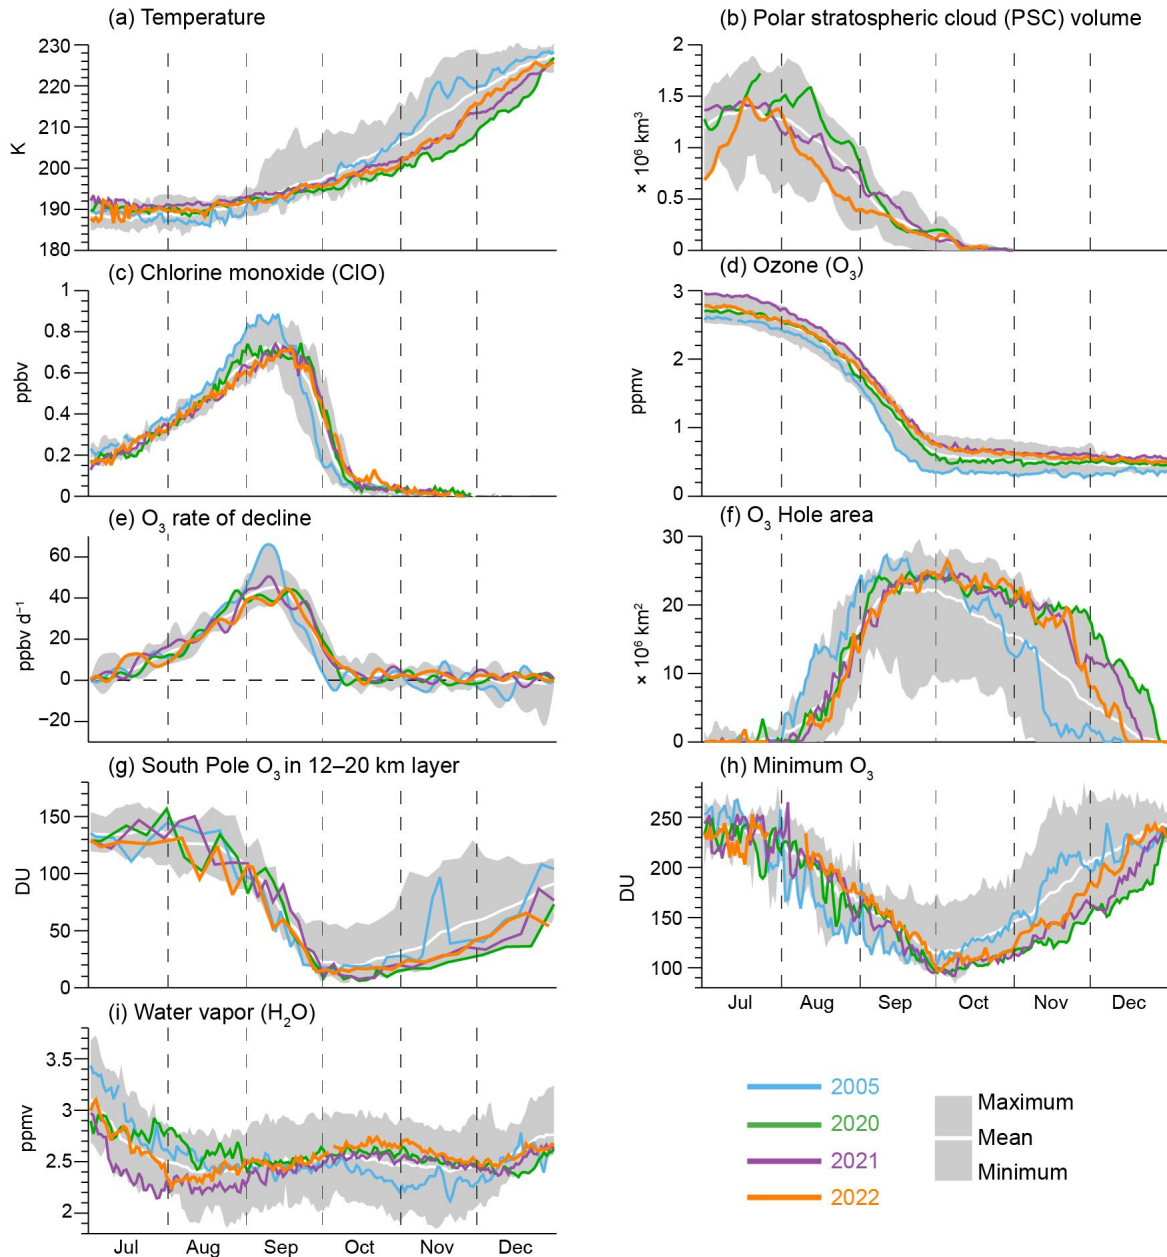 (a) Temperature
230
220
210
200
190
180
K
(b) Polar stratospheric cloud (PSC) volume
2
1.5
1
0.5
0
× 10⁶ km³
(c) Chlorine monoxide (ClO)
1
0.8
0.6
0.4
0.2
0
ppbv
(d) Ozone (O₃)
3
2
1
0
ppmv
(e) O₃ rate of decline
60
40
20
0
−20
ppbv d⁻¹
(f) O₃ Hole area
30
20
10
0
× 10⁶ km²
(g) South Pole O₃ in 12–20 km layer
150
100
50
0
DU
(h) Minimum O₃
250
200
150
100
DU
Jul Aug Sep Oct Nov Dec
(i) Water vapor (H₂O)
3.5
3
2.5
2
ppmv
Jul Aug Sep Oct Nov Dec
2005
2020
2021
2022
Maximum
Mean
Minimum